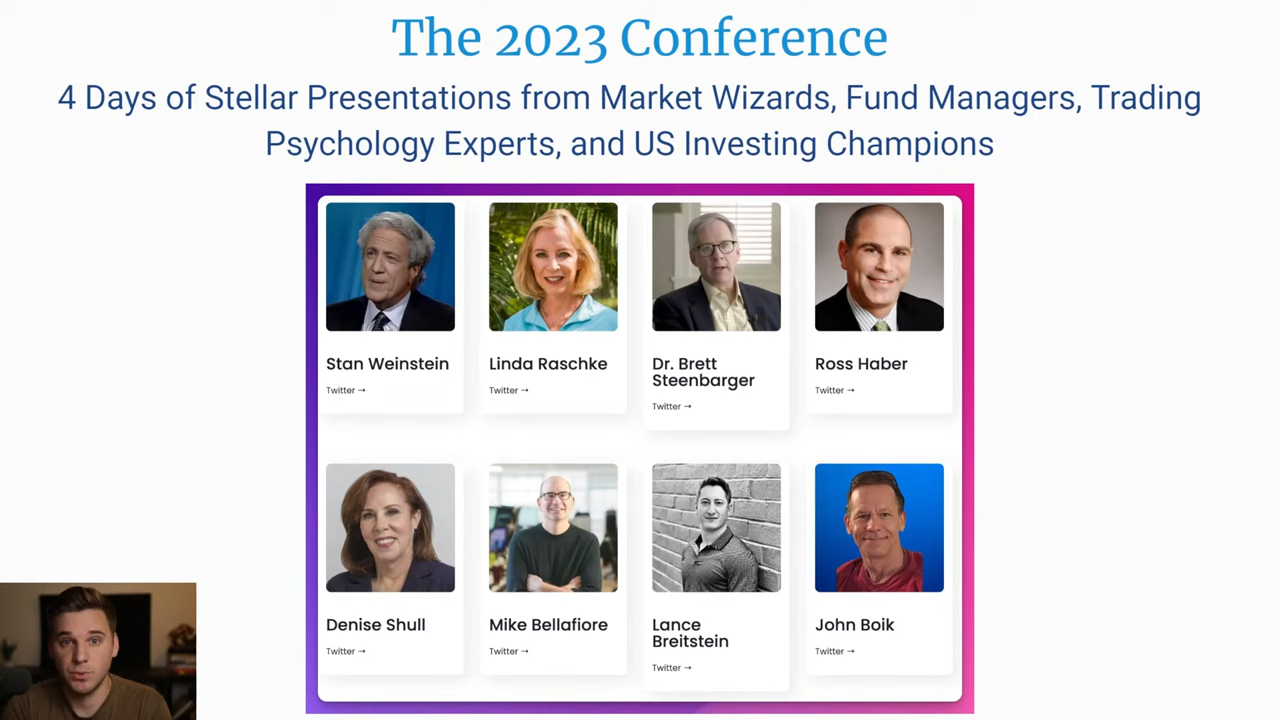 The 2023 Conference
4 Days of Stellar Presentations from Market Wizards, Fund Managers, Trading
Psychology Experts, and US Investing Champions
Stan Weinstein
Twitter →
Linda Raschke
Twitter →
Dr. Brett
Steenbarger
Twitter →
Ross Haber
Twitter →
Denise Shull
Twitter →
Mike Bellafiore
Twitter →
Lance
Breitstein
Twitter →
John Boik
Twitter →